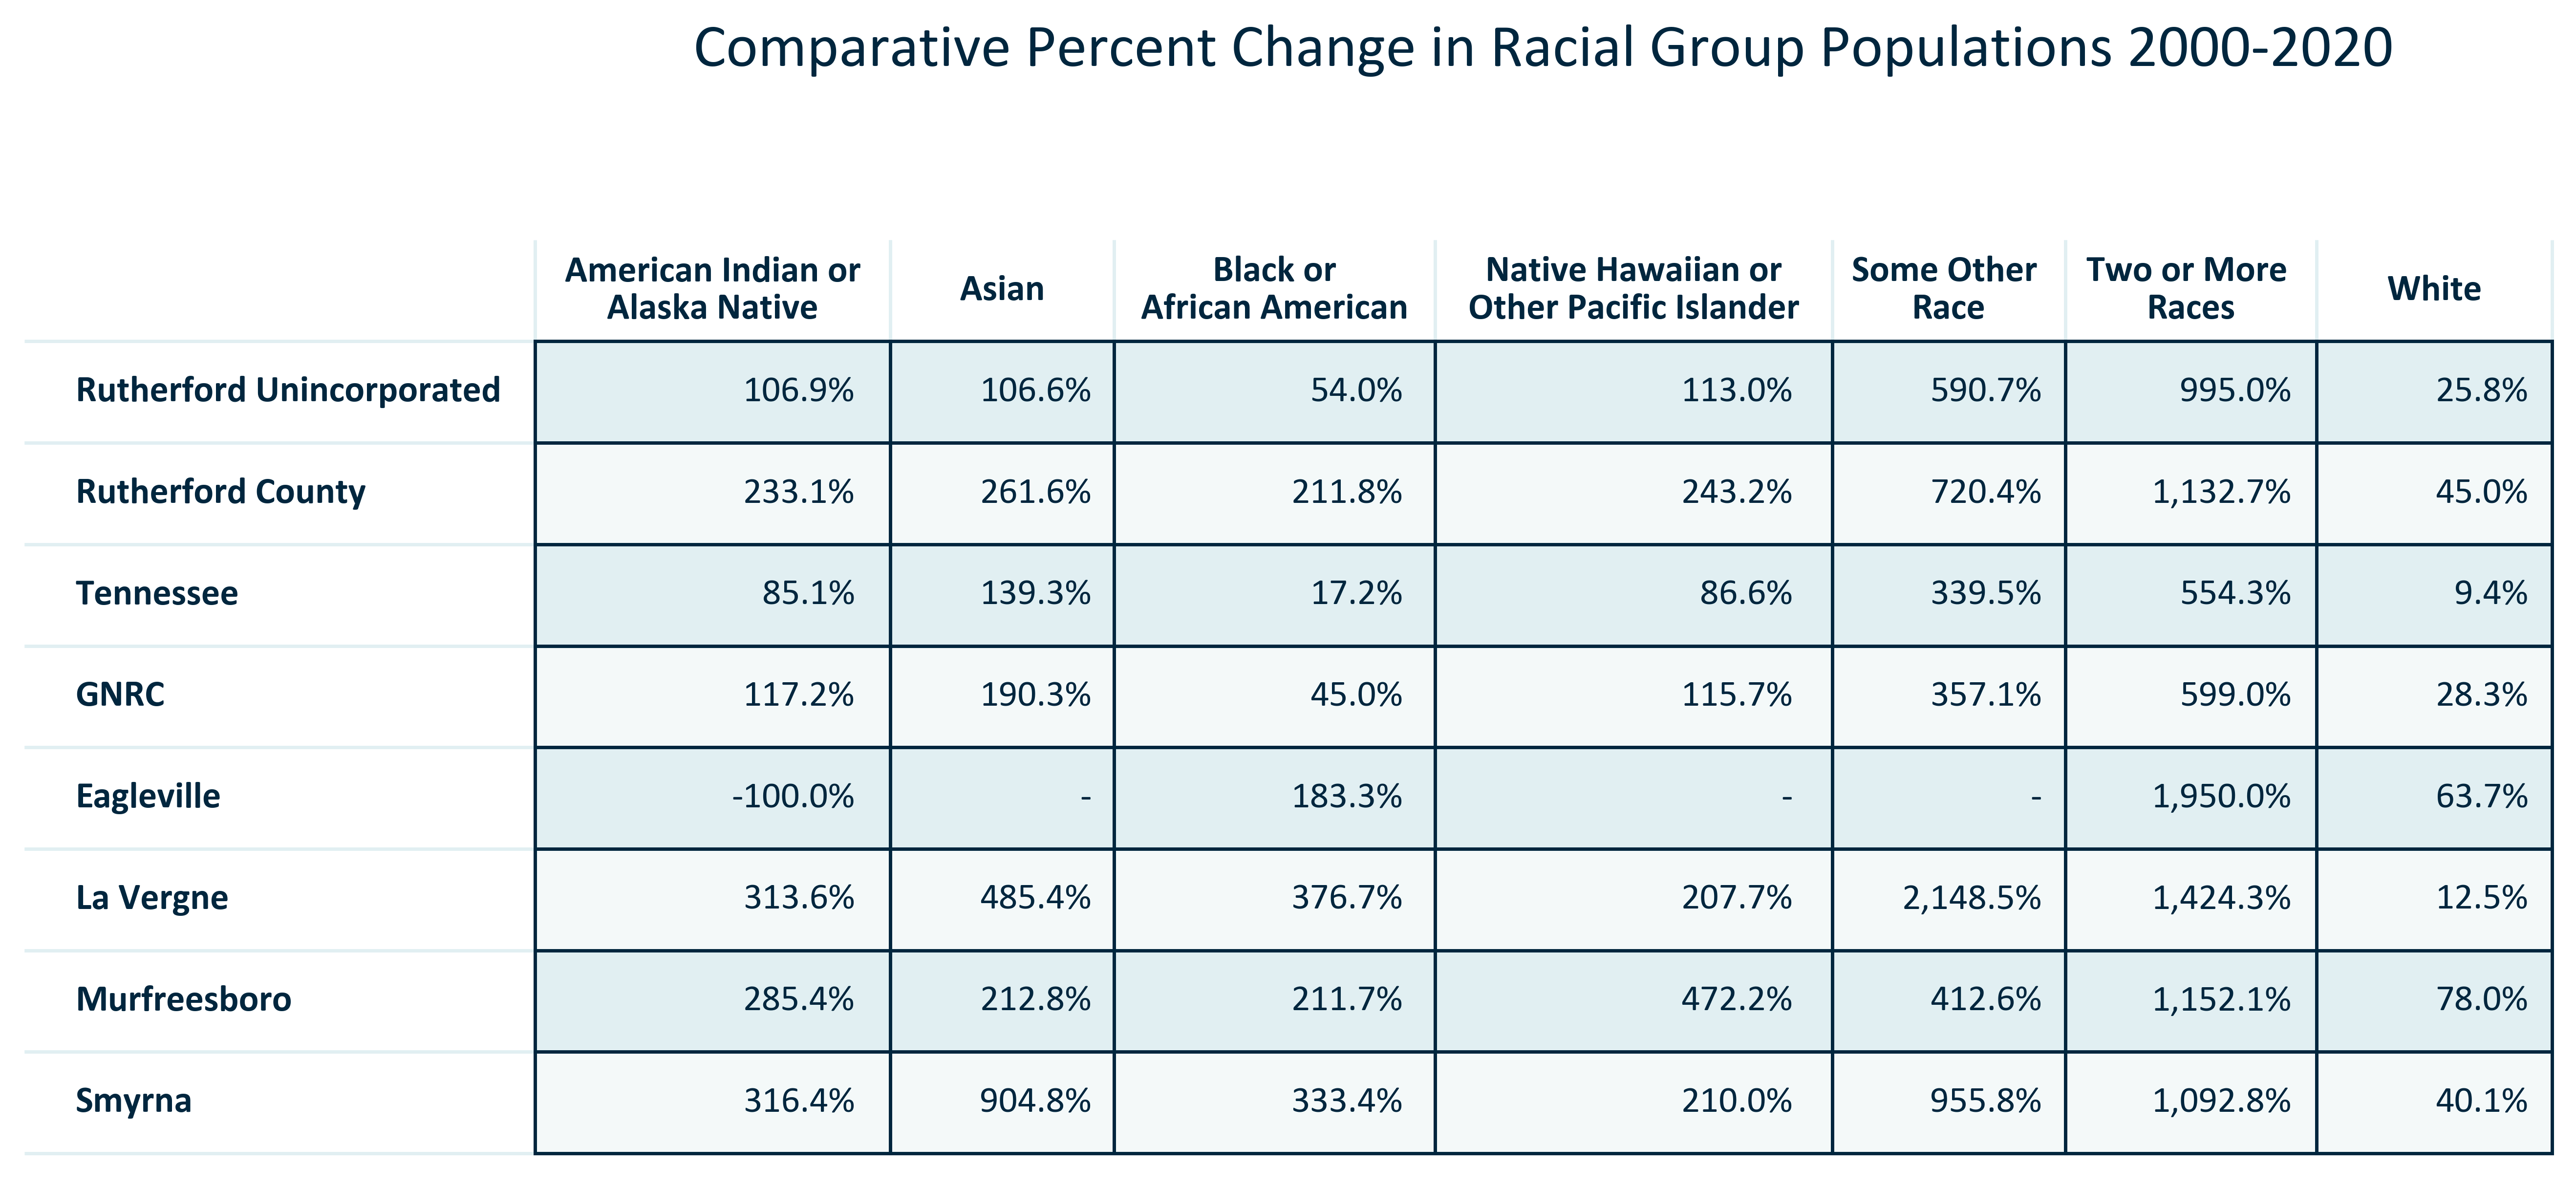 Comparative Percent Change in Racial Group Populations 2000-2020
American Indian or Alaska Native Asian Black or African American Native Hawaiian or Other Pacific Islander Some Other Race Two or More Races White
Rutherford Unincorporated 106.9% 106.6% 54.0% 113.0% 590.7% 995.0% 25.8%
Rutherford County 233.1% 261.6% 211.8% 243.2% 720.4% 1,132.7% 45.0%
Tennessee 85.1% 139.3% 17.2% 86.6% 339.5% 554.3% 9.4%
GNRC 117.2% 190.3% 45.0% 115.7% 357.1% 599.0% 28.3%
Eagleville -100.0% - 183.3% - - 1,950.0% 63.7%
La Vergne 313.6% 485.4% 376.7% 207.7% 2,148.5% 1,424.3% 12.5%
Murfreesboro 285.4% 212.8% 211.7% 472.2% 412.6% 1,152.1% 78.0%
Smyrna 316.4% 904.8% 333.4% 210.0% 955.8% 1,092.8% 40.1%